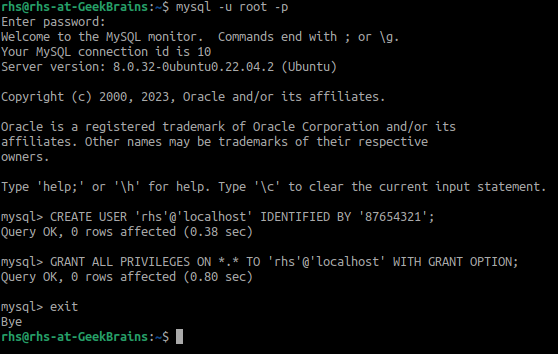 rhs@rhs-at-GeekBrains:~$ mysql -u root -p
Enter password:
Welcome to the MySQL monitor.  Commands end with ; or \g.
Your MySQL connection id is 10
Server version: 8.0.32-0ubuntu0.22.04.2 (Ubuntu)

Copyright (c) 2000, 2023, Oracle and/or its affiliates.

Oracle is a registered trademark of Oracle Corporation and/or its
affiliates. Other names may be trademarks of their respective
owners.

Type 'help;' or '\h' for help. Type '\c' to clear the current input statement.

mysql> CREATE USER 'rhs'@'localhost' IDENTIFIED BY '87654321';
Query OK, 0 rows affected (0.38 sec)

mysql> GRANT ALL PRIVILEGES ON *.* TO 'rhs'@'localhost' WITH GRANT OPTION;
Query OK, 0 rows affected (0.80 sec)

mysql> exit
Bye
rhs@rhs-at-GeekBrains:~$